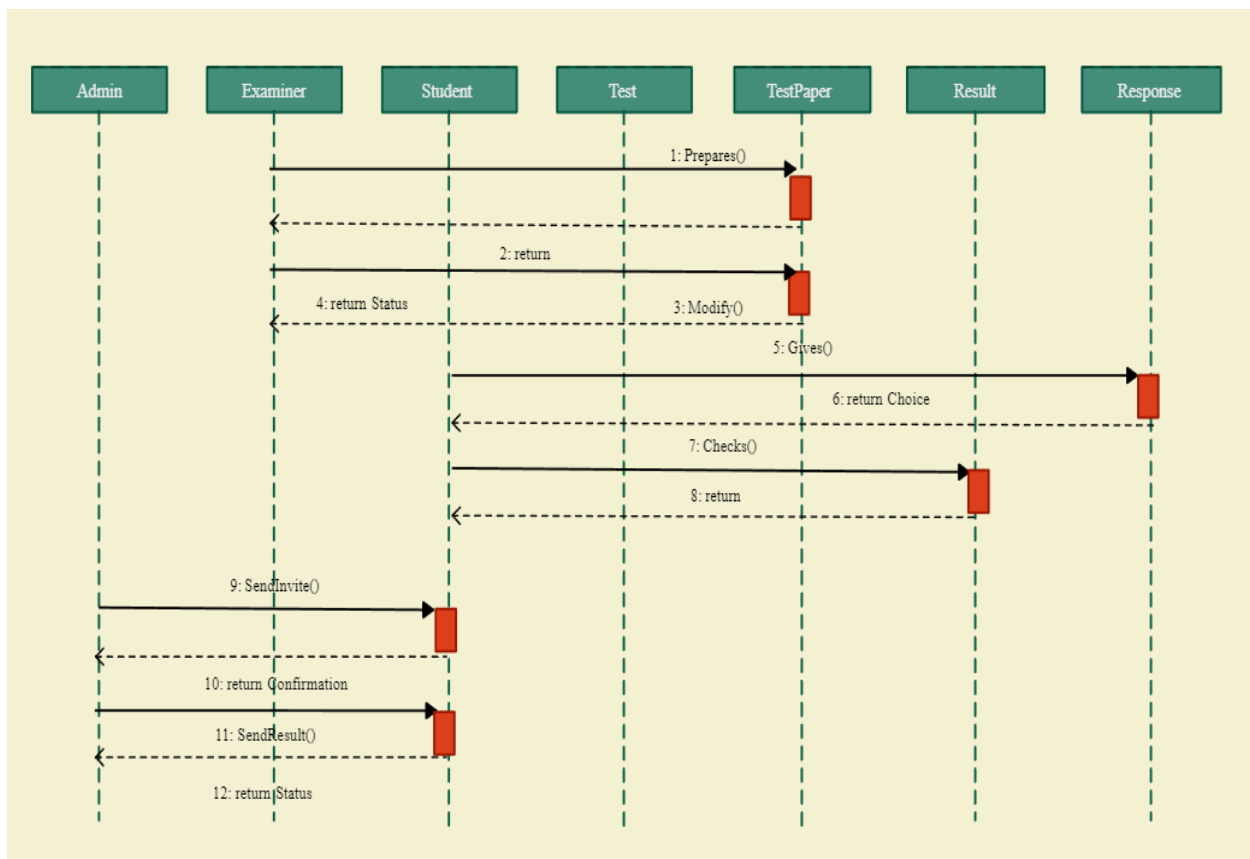 Admin
Examiner
Student
Test
TestPaper
Result
Response
1: Prepares()
2: return
4: return Status
3: Modify()
5: Gives()
6: return Choice
7: Checks()
8: return
9: SendInvite()
10: return Confirmation
11: SendResult()
12: return Status